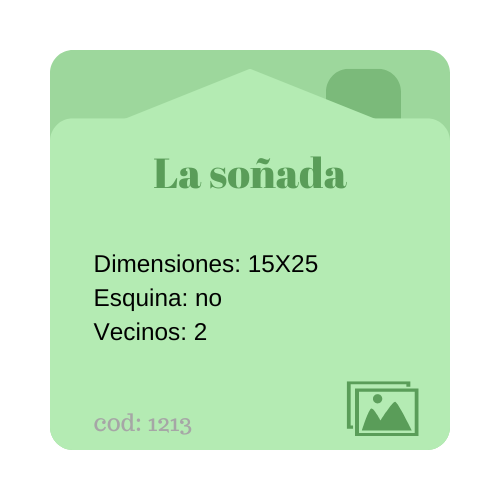 La soñada
Dimensiones: 15X25
Esquina: no
Vecinos: 2
cod: 1213